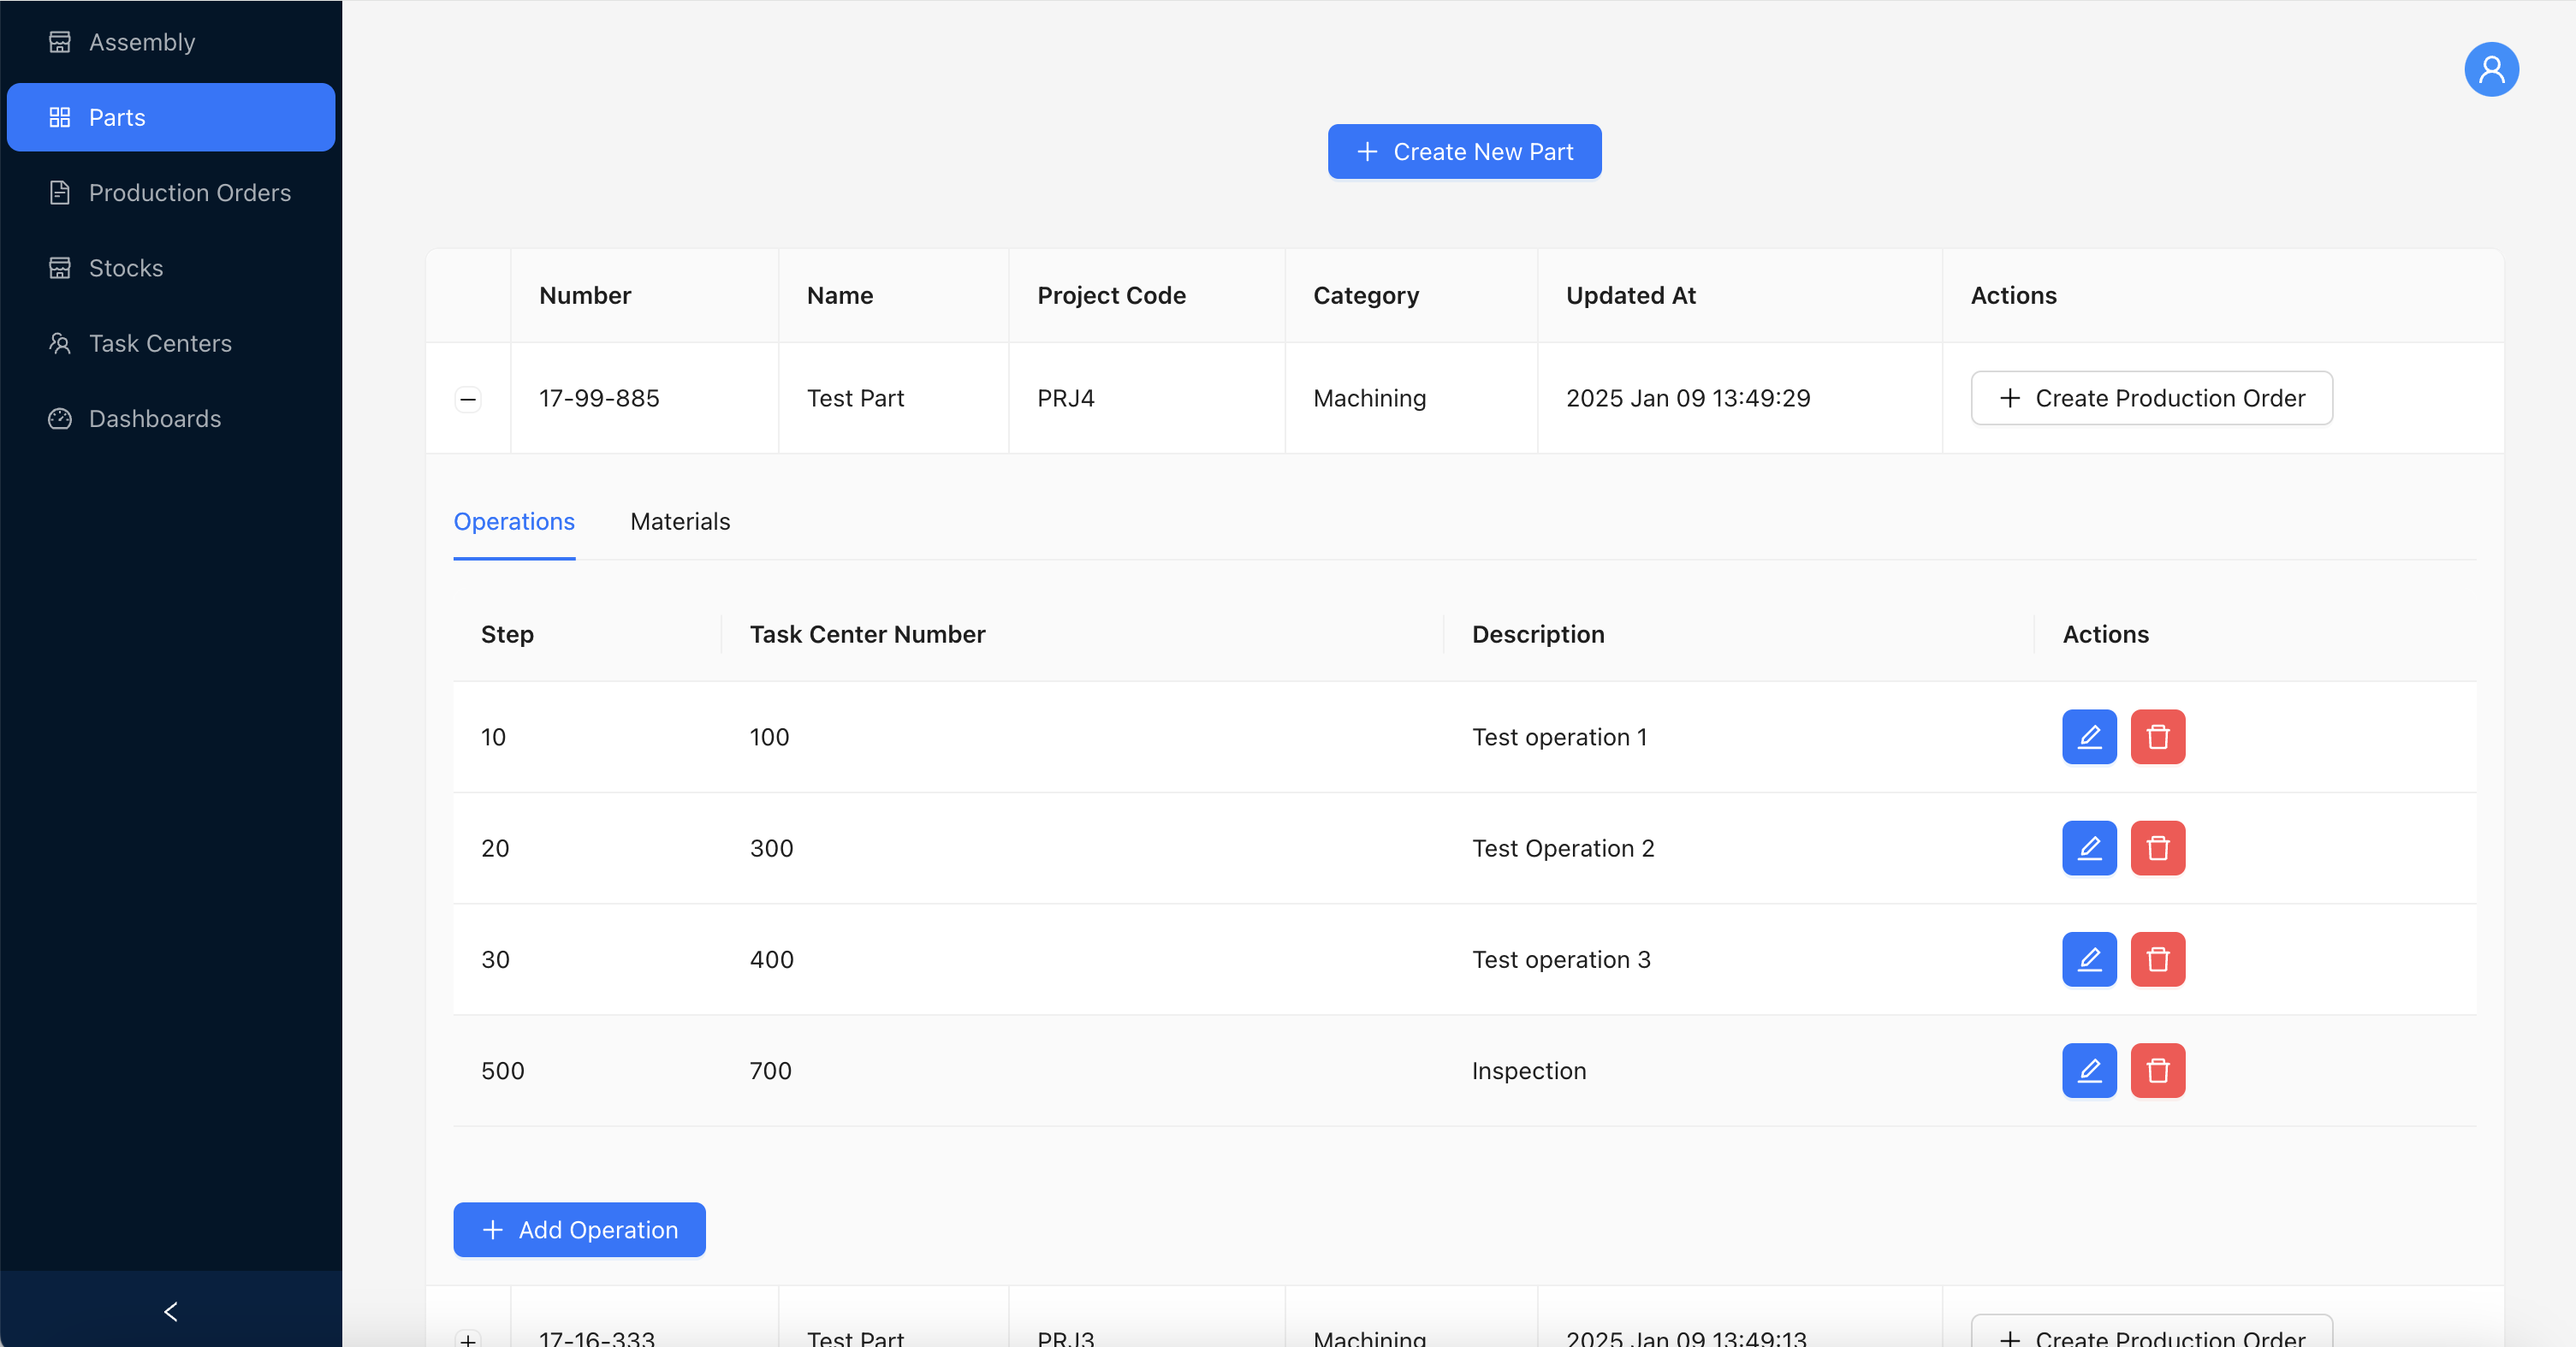 Assembly
Parts
Production Orders
Stocks
Task Centers
Dashboards
Create New Part
Number Name Project Code Category Updated At Actions
17-99-885 Test Part PRJ4 Machining 2025 Jan 09 13:49:29 Create Production Order
Operations Materials
Step Task Center Number Description Actions
10 100 Test operation 1
20 300 Test Operation 2
30 400 Test operation 3
500 700 Inspection
Add Operation
17-16-333 Test Part PRJ3 Machining 2025 Jan 09 13:49:13 Create Production Order